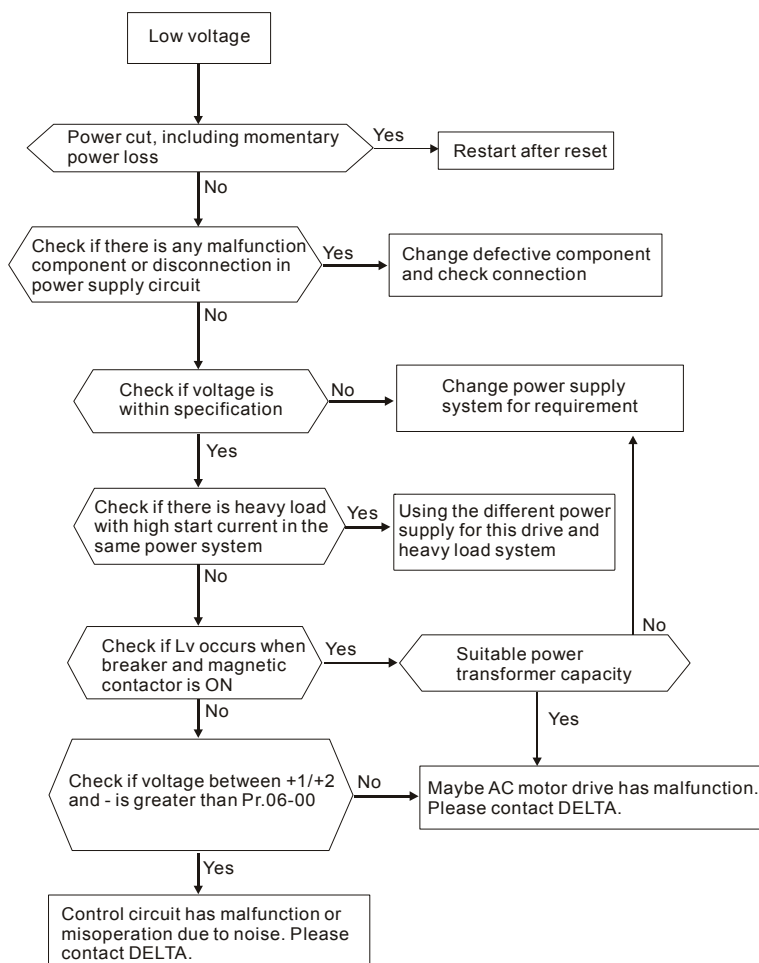 Low voltage
Power cut, including momentary
power loss
Yes
Restart after reset
No
Check if there is any malfunction
component or disconnection in
power supply circuit
Yes
Change defective component
and check connection
No
Check if voltage is
within specification
No
Change power supply
system for requirement
Yes
Check if there is heavy load
with high start current in the
same power system
Yes
Using the different power
supply for this drive and
heavy load system
No
Check if Lv occurs when
breaker and magnetic
contactor is ON
Yes
Suitable power
transformer capacity
No
Yes
No
Check if voltage between +1/+2
and - is greater than Pr.06-00
No
Maybe AC motor drive has malfunction.
Please contact DELTA.
Yes
Control circuit has malfunction or
misoperation due to noise. Please
contact DELTA.